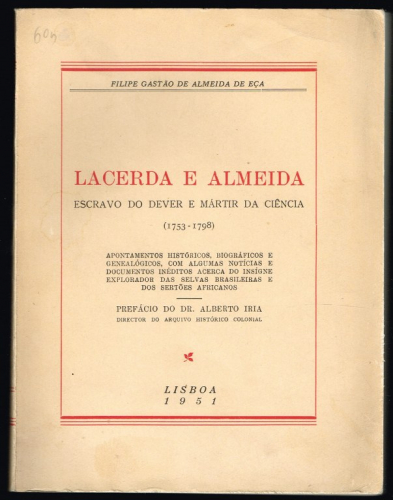 605
FILIPE GASTÃO DE ALMEIDA DE EÇA
LACERDA E ALMEIDA
ESCRAVO DO DEVER E MÁRTIR DA CIÊNCIA
(1753-1798)
APONTAMENTOS HISTÓRICOS, BIOGRÁFICOS E
GENEALÓGICOS, COM ALGUMAS NOTÍCIAS E
DOCUMENTOS INÉDITOS ACERCA DO INSÍGNE
EXPLORADOR DAS SELVAS BRASILEIRAS E
DOS SERTÕES AFRICANOS
PREFÁCIO DO DR. ALBERTO IRIA
DIRECTOR DO ARQUIVO HISTÓRICO COLONIAL
LISBOA
1951